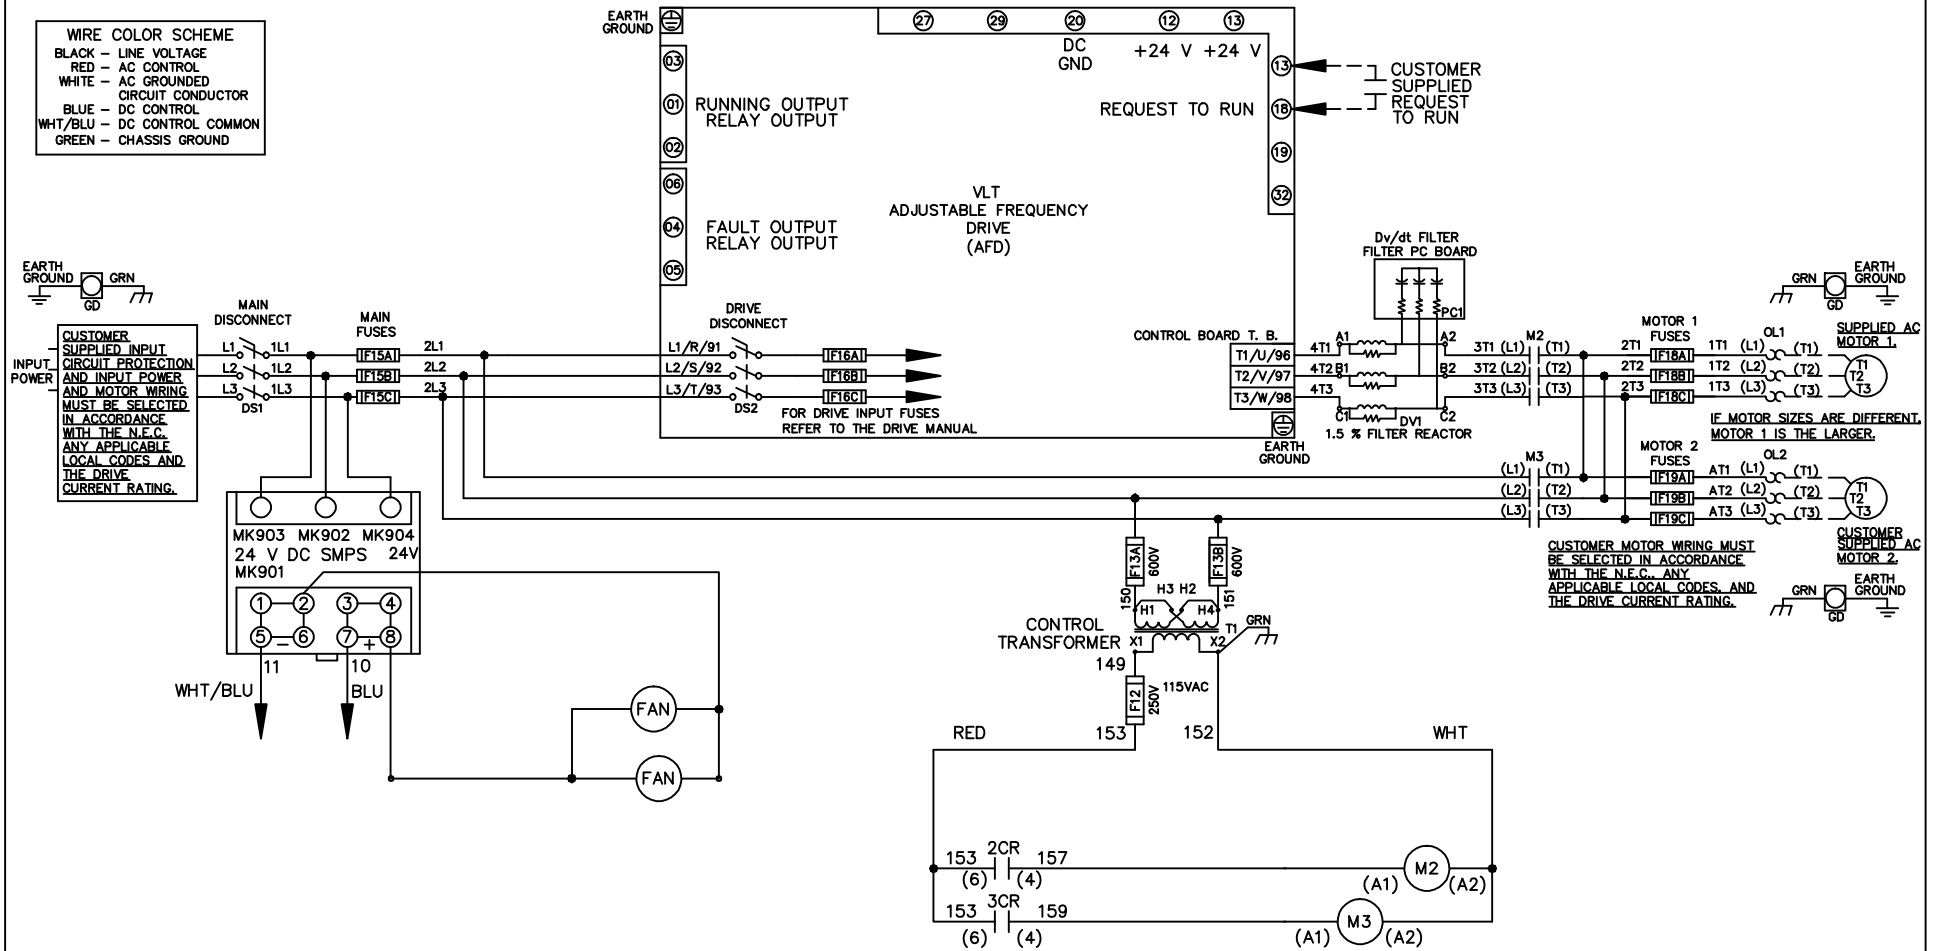 WIRE COLOR SCHEME
BLACK – LINE VOLTAGE
RED – AC CONTROL
WHITE – AC GROUNDED
CIRCUIT CONDUCTOR
BLUE – DC CONTROL
WHT/BLU – DC CONTROL COMMON
GREEN – CHASSIS GROUND
EARTH
GROUND
27 29 20 12 13
DC
GND
+24 V +24 V
03
01
02
RUNNING OUTPUT
RELAY OUTPUT
06
04
05
FAULT OUTPUT
RELAY OUTPUT
VLT
ADJUSTABLE FREQUENCY
DRIVE
(AFD)
REQUEST TO RUN
13
18
19
32
CUSTOMER
SUPPLIED
REQUEST
TO RUN
EARTH
GROUND
GRN
GD
INPUT
POWER
CUSTOMER
SUPPLIED INPUT
CIRCUIT PROTECTION
AND INPUT POWER
AND MOTOR WIRING
MUST BE SELECTED
IN ACCORDANCE
WITH THE N.E.C.
ANY APPLICABLE
LOCAL CODES AND
THE DRIVE
CURRENT RATING.
MAIN
DISCONNECT
L1 1L1
L2 1L2
L3 1L3
DS1
MAIN
FUSES
F15A 2L1
F15B 2L2
F15C 2L3
DRIVE
DISCONNECT
L1/R/91
L2/S/92
L3/T/93
DS2
F16A
F16B
F16C
FOR DRIVE INPUT FUSES
REFER TO THE DRIVE MANUAL
CONTROL BOARD T. B.
T1/U/96
T2/V/97
T3/W/98
EARTH
GROUND
Dv/dt FILTER
FILTER PC BOARD
PC1
4T1 A1 A2
4T2 B1 B2
4T3 C1 C2
DV1
1.5 % FILTER REACTOR
M2
3T1 (L1) (T1)
3T2 (L2) (T2)
3T3 (L3) (T3)
MOTOR 1
FUSES
2T1 F18A 1T1 (L1) (T1)
2T2 F18B 1T2 (L2) (T2)
2T3 F18C 1T3 (L3) (T3)
OL1
T1
T2
T3
GRN
GD
EARTH
GROUND
SUPPLIED AC
MOTOR 1.
IF MOTOR SIZES ARE DIFFERENT,
MOTOR 1 IS THE LARGER.
M3
(L1) (T1)
(L2) (T2)
(L3) (T3)
MOTOR 2
FUSES
F19A AT1 (L1) (T1)
F19B AT2 (L2) (T2)
F19C AT3 (L3) (T3)
OL2
T1
T2
T3
CUSTOMER
SUPPLIED AC
MOTOR 2.
CUSTOMER MOTOR WIRING MUST
BE SELECTED IN ACCORDANCE
WITH THE N.E.C., ANY
APPLICABLE LOCAL CODES, AND
THE DRIVE CURRENT RATING.
GRN
GD
EARTH
GROUND
MK903 MK902 MK904
24 V DC SMPS 24V
MK901
1 2 3 4
5 – 6 7 + 8
11
10
WHT/BLU
BLU
FAN
FAN
F13A
600V
F13B
600V
150
151
H3 H2
H1 H4
CONTROL
TRANSFORMER
X1 X2
T1
GRN
149
F12
250V
115VAC
153
152
RED
WHT
153 2CR 157
(6) (4)
(A1) M2 (A2)
153 3CR 159
(6) (4)
(A1) M3 (A2)